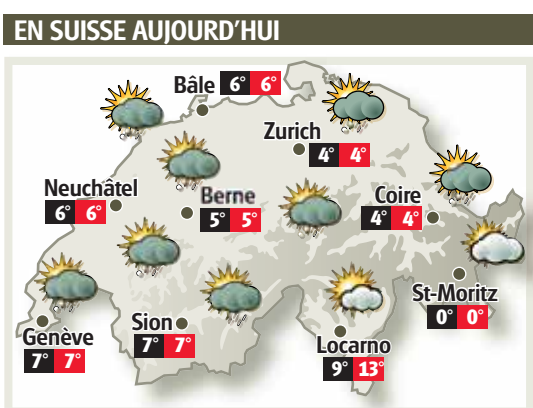 EN SUISSE AUJOURD’HUI
Bâle 6° 6°
Zurich
4° 4°
Neuchâtel
6° 6°
Berne
5° 5°
Coire
4° 4°
St-Moritz
0° 0°
Genève
7° 7°
Sion
7° 7°
Locarno
9° 13°